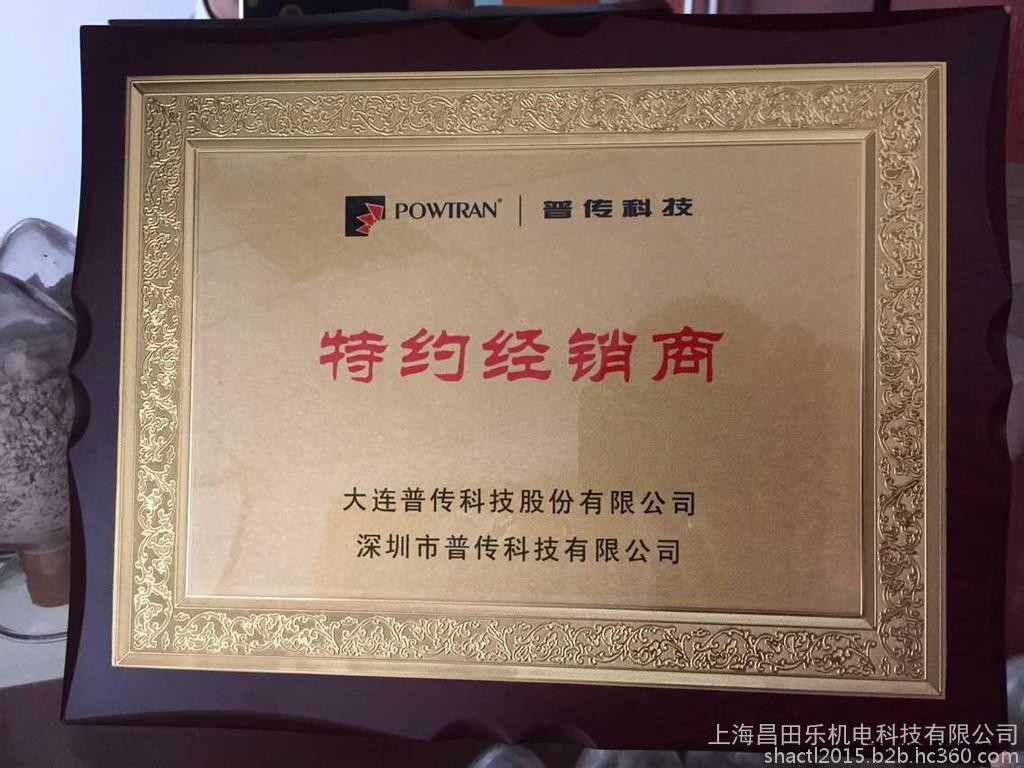 POWTRAN® 普传科技
特约经销商
大连普传科技股份有限公司
深圳市普传科技有限公司
上海昌田乐机电科技有限公司
shactl2015.b2b.hc360.com